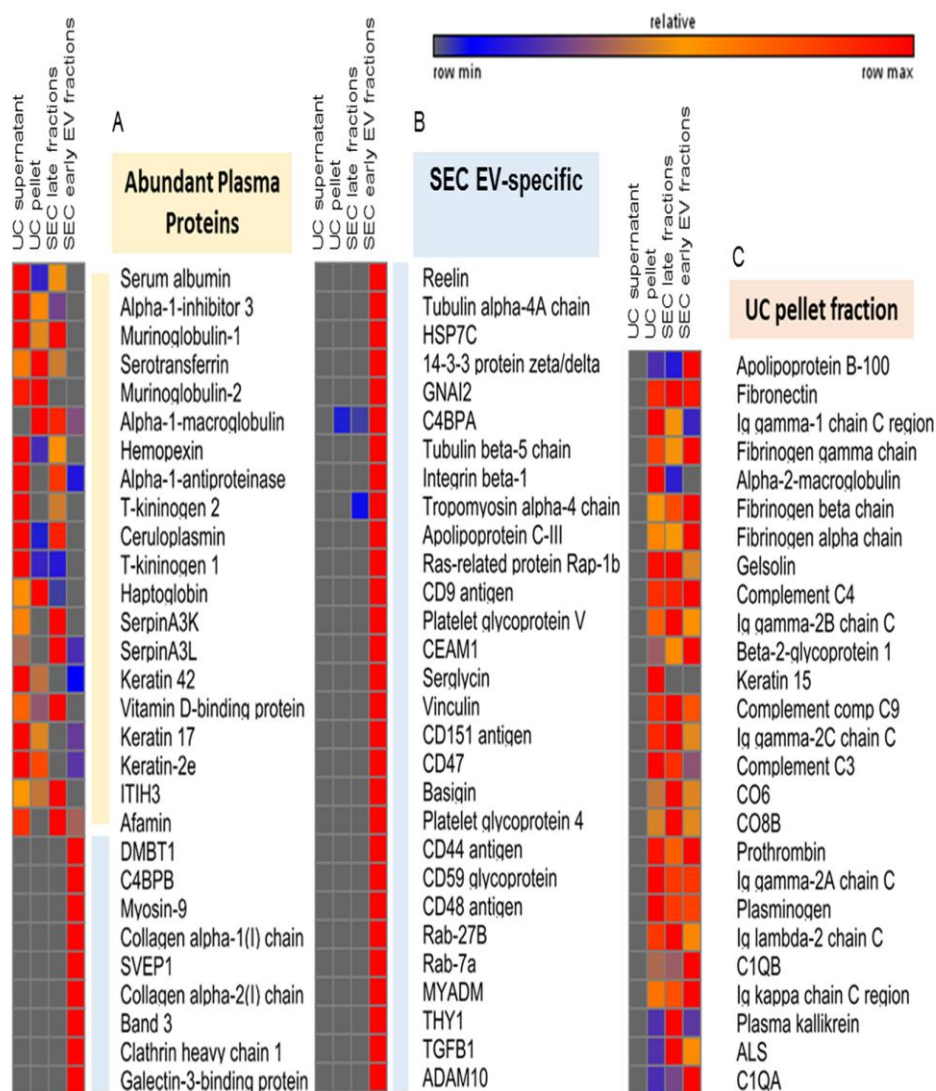 relative
row min
row max
UC supernatant
UC pellet
SEC late fractions
SEC early EV fractions
A
Abundant Plasma
Proteins
Serum albumin
Alpha-1-inhibitor 3
Murinoglobulin-1
Serotransferrin
Murinoglobulin-2
Alpha-1-macroglobulin
Hemopexin
Alpha-1-antiproteinase
T-kininogen 2
Ceruloplasmin
T-kininogen 1
Haptoglobin
SerpinA3K
SerpinA3L
Keratin 42
Vitamin D-binding protein
Keratin 17
Keratin-2e
ITIH3
Afamin
DMBT1
C4BPB
Myosin-9
Collagen alpha-1(I) chain
SVEP1
Collagen alpha-2(I) chain
Band 3
Clathrin heavy chain 1
Galectin-3-binding protein
UC supernatant
UC pellet
SEC late fractions
SEC early EV fractions
B
SEC EV-specific
Reelin
Tubulin alpha-4A chain
HSP7C
14-3-3 protein zeta/delta
GNAI2
C4BPA
Tubulin beta-5 chain
Integrin beta-1
Tropomyosin alpha-4 chain
Apolipoprotein C-III
Ras-related protein Rap-1b
CD9 antigen
Platelet glycoprotein V
CEAM1
Serglycin
Vinculin
CD151 antigen
CD47
Basigin
Platelet glycoprotein 4
CD44 antigen
CD59 glycoprotein
CD48 antigen
Rab-27B
Rab-7a
MYADM
THY1
TGFB1
ADAM10
UC supernatant
UC pellet
SEC late fractions
SEC early EV fractions
C
UC pellet fraction
Apolipoprotein B-100
Fibronectin
Ig gamma-1 chain C region
Fibrinogen gamma chain
Alpha-2-macroglobulin
Fibrinogen beta chain
Fibrinogen alpha chain
Gelsolin
Complement C4
Ig gamma-2B chain C
Beta-2-glycoprotein 1
Keratin 15
Complement comp C9
Ig gamma-2C chain C
Complement C3
CO6
CO8B
Prothrombin
Ig gamma-2A chain C
Plasminogen
Ig lambda-2 chain C
C1QB
Ig kappa chain C region
Plasma kallikrein
ALS
C1QA